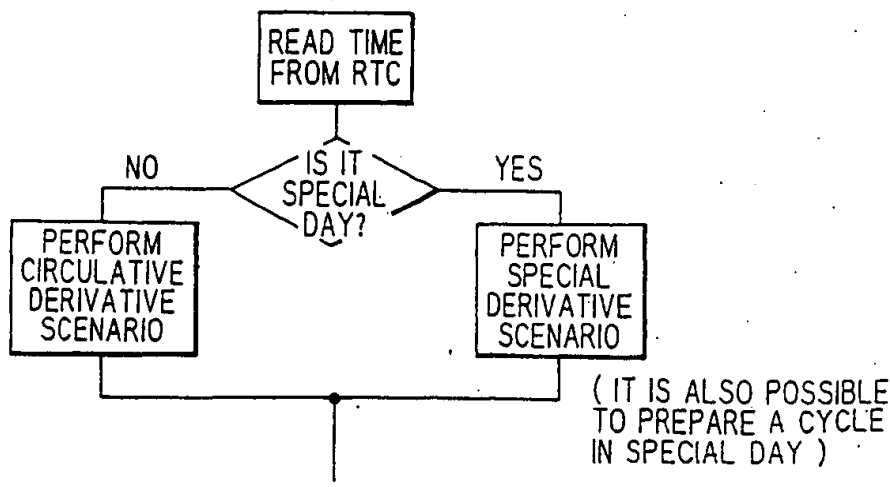 READ TIME
FROM RTC
IS IT
SPECIAL
DAY?
NO
YES
PERFORM
CIRCULATIVE
DERIVATIVE
SCENARIO
PERFORM
SPECIAL
DERIVATIVE
SCENARIO
( IT IS ALSO POSSIBLE
TO PREPARE A CYCLE
IN SPECIAL DAY )